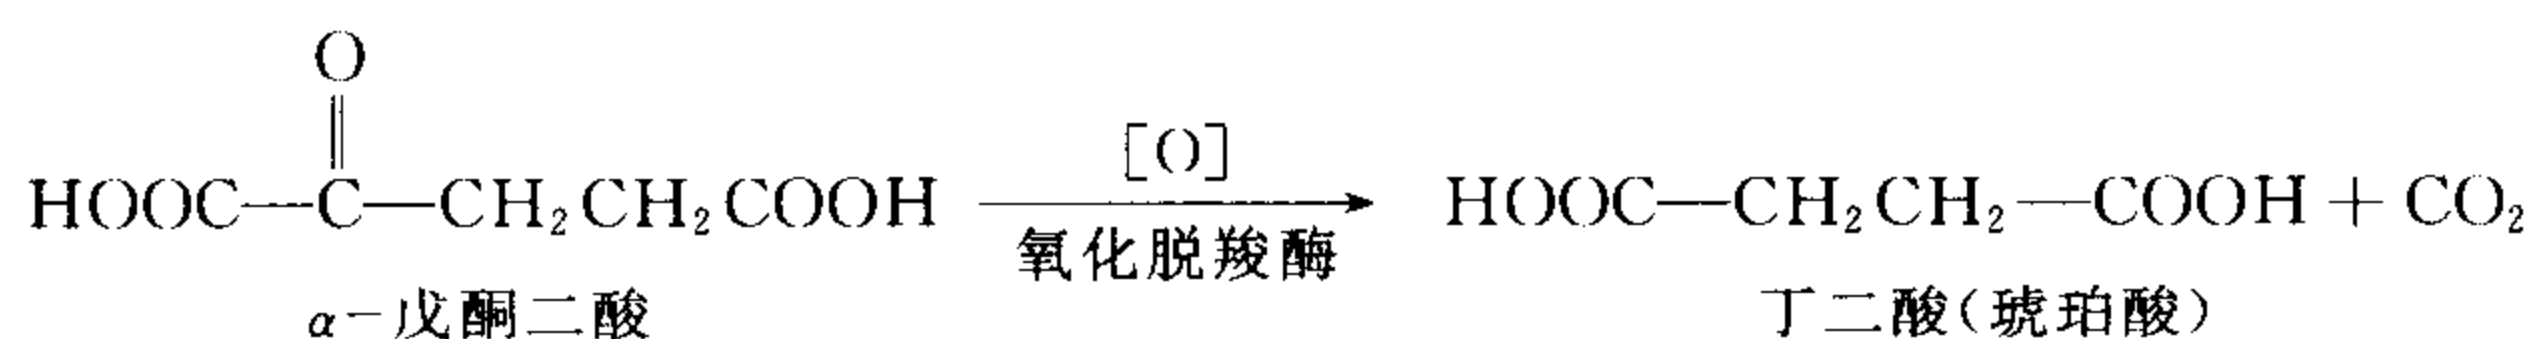 O
[O]
HOOC—C—CH₂CH₂COOH HOOC—CH₂CH₂—COOH + CO₂
氧化脱羧酶
α-戊酮二酸 丁二酸(琥珀酸)